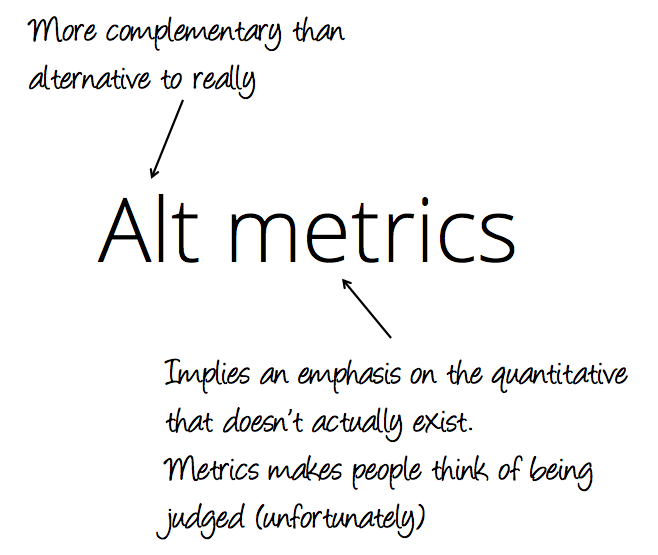 More complementary than
alternative to really
Alt metrics
Implies an emphasis on the quantitative
that doesn't actually exist.
Metrics makes people think of being
judged (unfortunately)